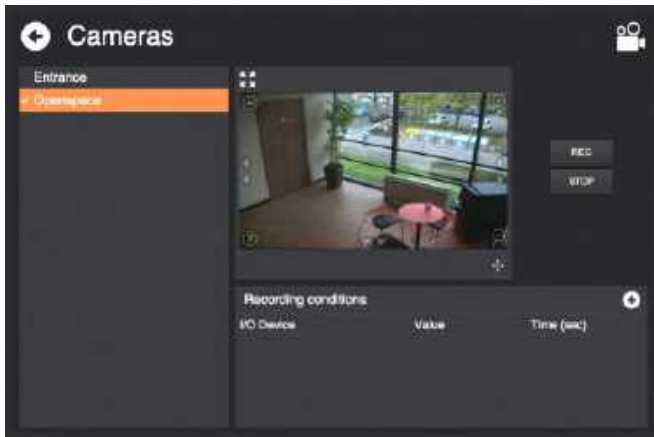 Cameras
Entrance
✓ Openspace
REC
STOP
Recording conditions
I/O Device Value Time (sec)